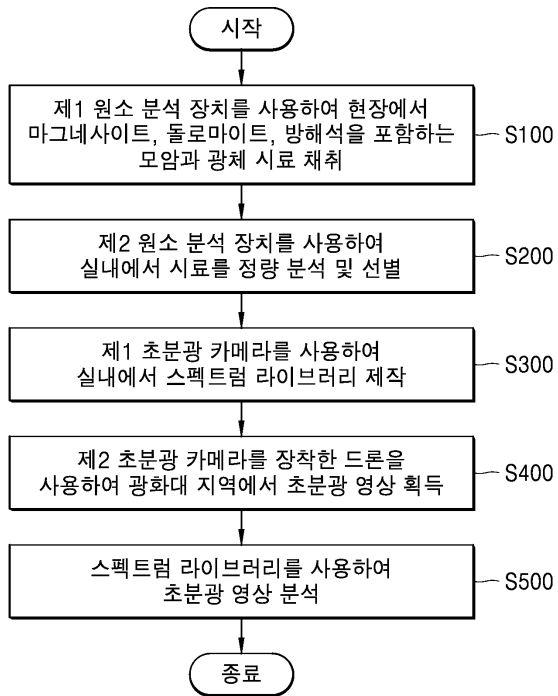 시작
제1 원소 분석 장치를 사용하여 현장에서
마그네사이트, 돌로마이트, 방해석을 포함하는
모암과 광체 시료 채취
S100
제2 원소 분석 장치를 사용하여
실내에서 시료를 정량 분석 및 선별
S200
제1 초분광 카메라를 사용하여
실내에서 스펙트럼 라이브러리 제작
S300
제2 초분광 카메라를 장착한 드론을
사용하여 광화대 지역에서 초분광 영상 획득
S400
스펙트럼 라이브러리를 사용하여
초분광 영상 분석
S500
종료